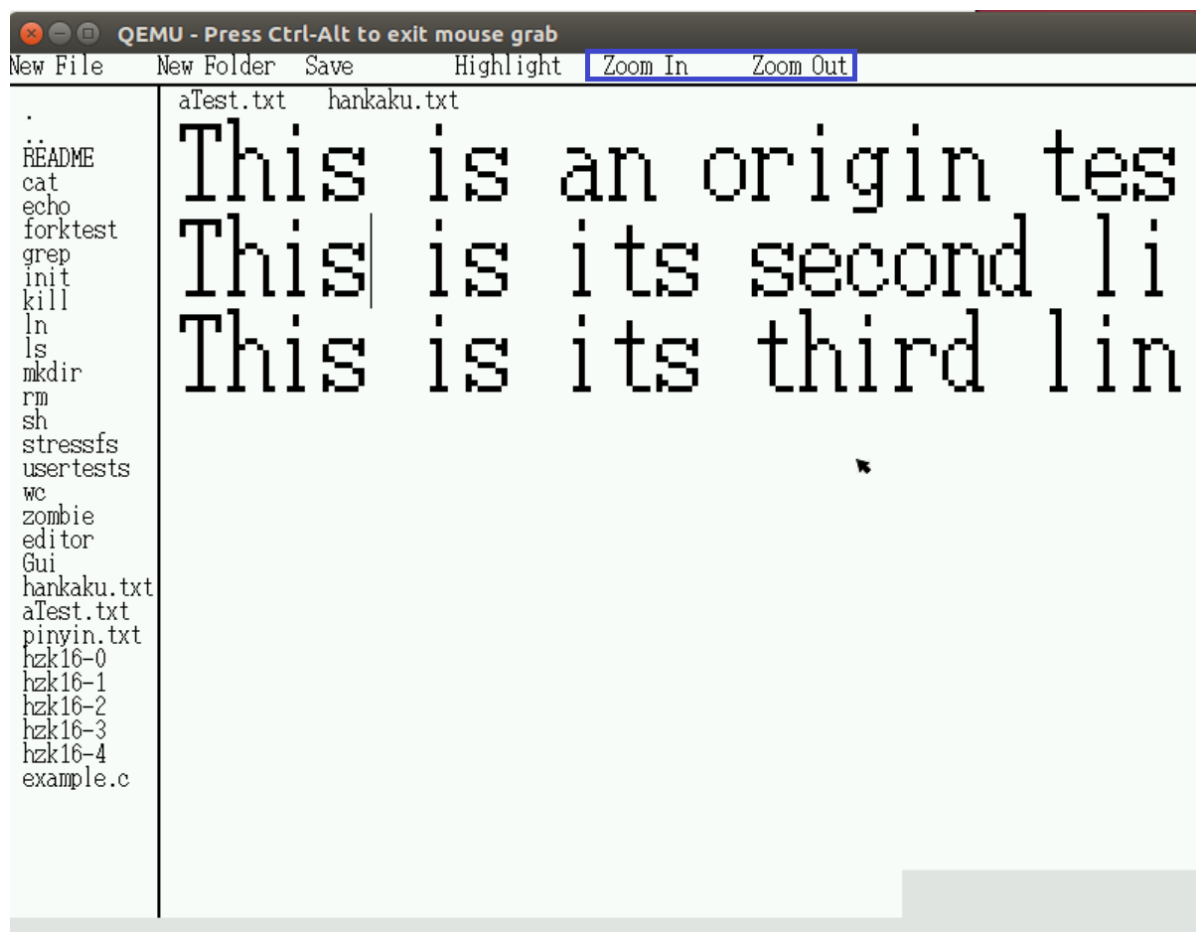 QEMU - Press Ctrl-Alt to exit mouse grab
New File New Folder Save Highlight Zoom In Zoom Out
aTest.txt hankaku.txt
.
..
README
cat
echo
forktest
grep
init
kill
ln
ls
mkdir
rm
sh
stressfs
usertests
wc
zombie
editor
Gui
hankaku.txt
aTest.txt
pinyin.txt
hzk16-0
hzk16-1
hzk16-2
hzk16-3
hzk16-4
example.c
This is an origin tes
This is its second li
This is its third lin